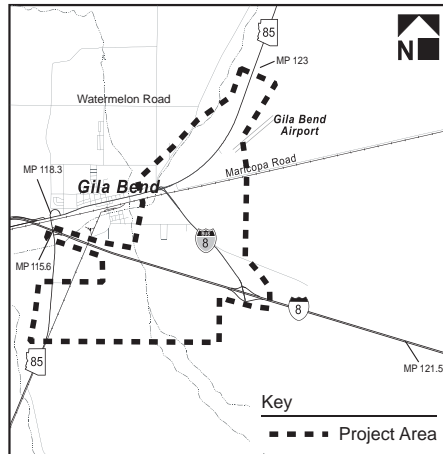 85
MP 123
N
Watermelon Road
Gila Bend
Airport
Maricopa Road
MP 118.3
Gila Bend
BUS
8
MP 115.6
8
85
MP 121.5
Key
Project Area